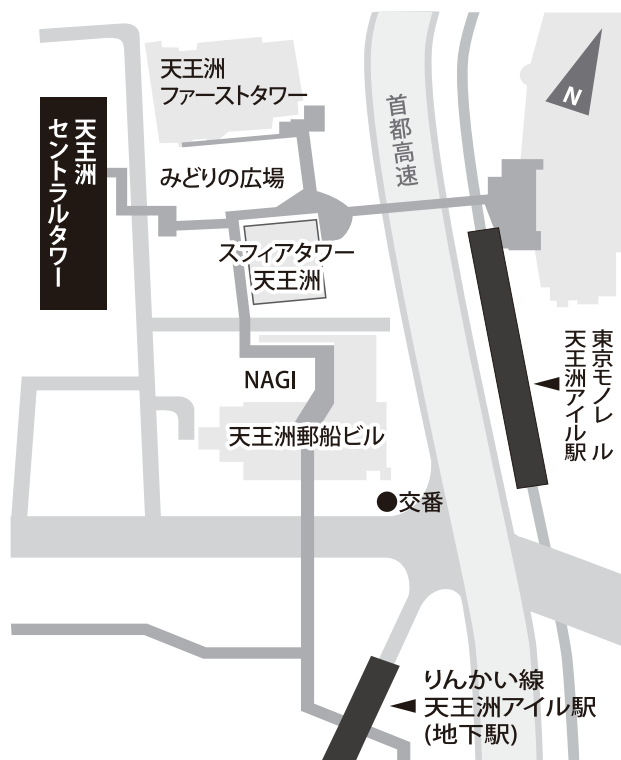 天王洲
ファーストタワー
首都高速
N
天王洲
セントラルタワー
みどりの広場
スフィアタワー
天王洲
東京モノレール
天王洲アイル駅
NAGI
天王洲郵船ビル
●交番
りんかい線
天王洲アイル駅
(地下駅)